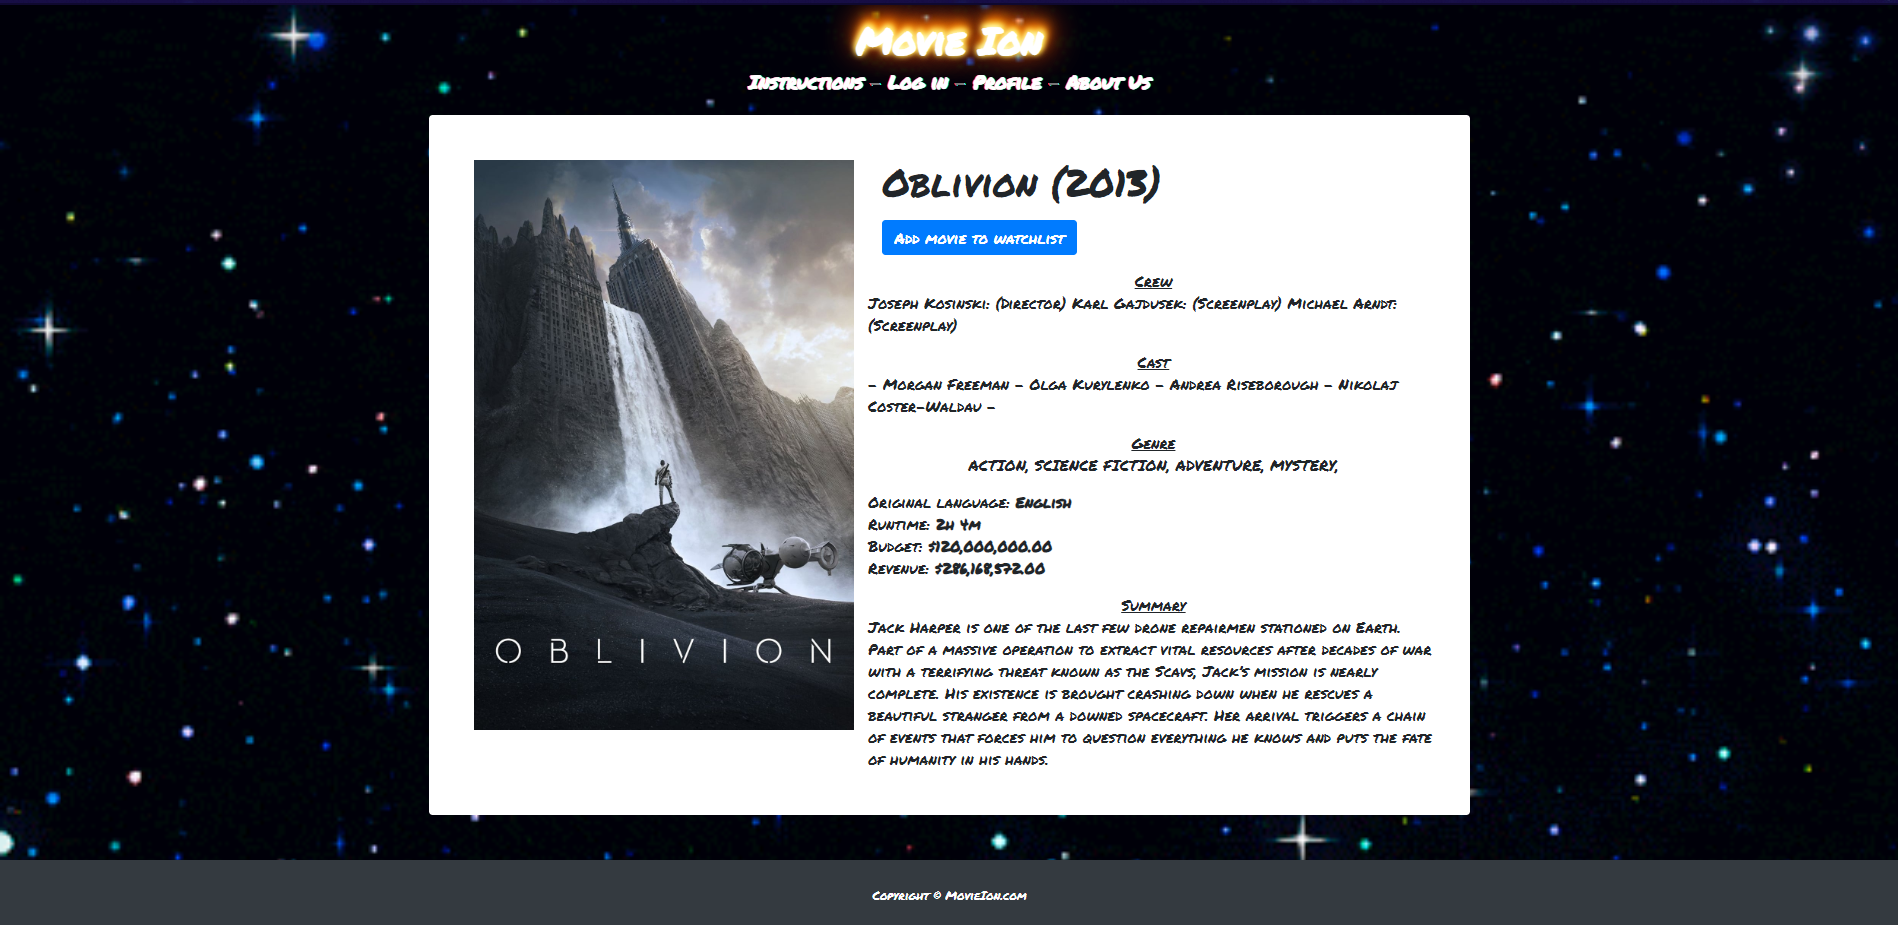 Movie Ion
Instructions - Log in - Profile - About Us
Oblivion (2013)
Add movie to watchlist
Crew
Joseph Kosinski: (Director) Karl Gajdusek: (Screenplay) Michael Arndt:
(Screenplay)
Cast
- Morgan Freeman - Olga Kurylenko - Andrea Riseborough - Nikolaj
Coster-Waldau -
Genre
ACTION, SCIENCE FICTION, ADVENTURE, MYSTERY,
Original language: English
Runtime: 2h 4m
Budget: $120,000,000.00
Revenue: $286,168,572.00
Summary
Jack Harper is one of the last few drone repairmen stationed on Earth.
Part of a massive operation to extract vital resources after decades of war
with a terrifying threat known as the Scavs, Jack's mission is nearly
complete. His existence is brought crashing down when he rescues a
beautiful stranger from a downed spacecraft. Her arrival triggers a chain
of events that forces him to question everything he knows and puts the fate
of humanity in his hands.
OBLIVION
Copyright © MovieIon.com